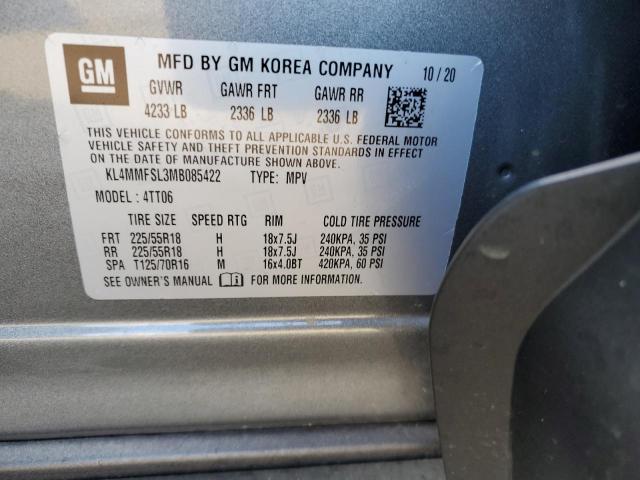 GM
MFD BY GM KOREA COMPANY 10/20
GVWR GAWR FRT GAWR RR
4233 LB 2336 LB 2336 LB
THIS VEHICLE CONFORMS TO ALL APPLICABLE U.S. FEDERAL MOTOR
VEHICLE SAFETY AND THEFT PREVENTION STANDARDS IN EFFECT
ON THE DATE OF MANUFACTURE SHOWN ABOVE.
KL4MMFSL3MB085422 TYPE: MPV
MODEL: 4TT06
TIRE SIZE SPEED RTG RIM COLD TIRE PRESSURE
FRT 225/55R18 H 18x7.5J 240KPA, 35 PSI
RR 225/55R18 H 18x7.5J 240KPA, 35 PSI
SPA T125/70R16 M 16x4.0BT 420KPA, 60 PSI
SEE OWNER'S MANUAL FOR MORE INFORMATION.